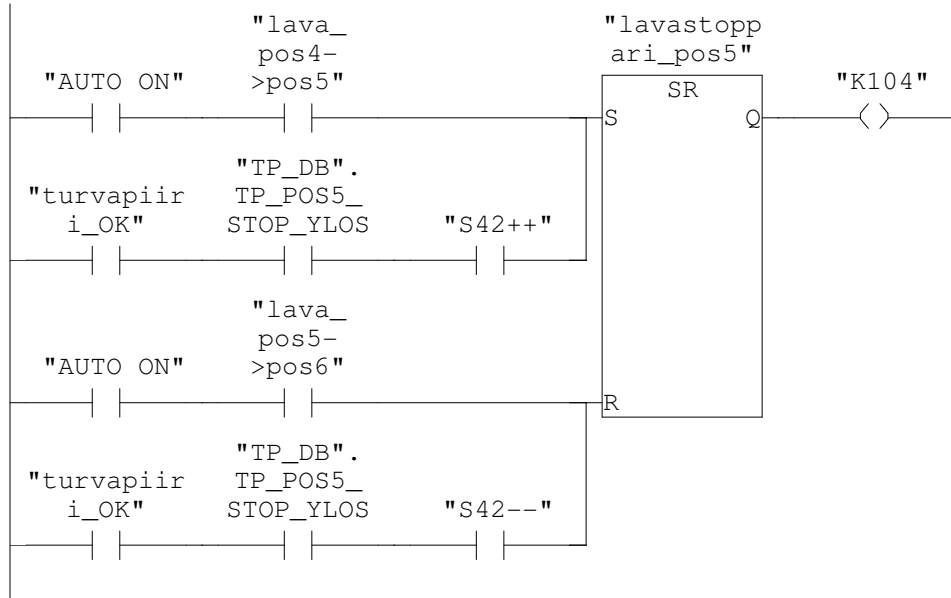 "lava_
pos4-
>pos5"
"AUTO ON"
"lavastopp
ari_pos5"
SR
"K104"
S
Q
"TP_DB".
"turvapiir
TP_POS5_
i_OK"
STOP_YLOS
"S42++"
"lava_
pos5-
"AUTO ON"
>pos6"
R
"TP_DB".
"turvapiir
TP_POS5_
i_OK"
STOP_YLOS
"S42--"